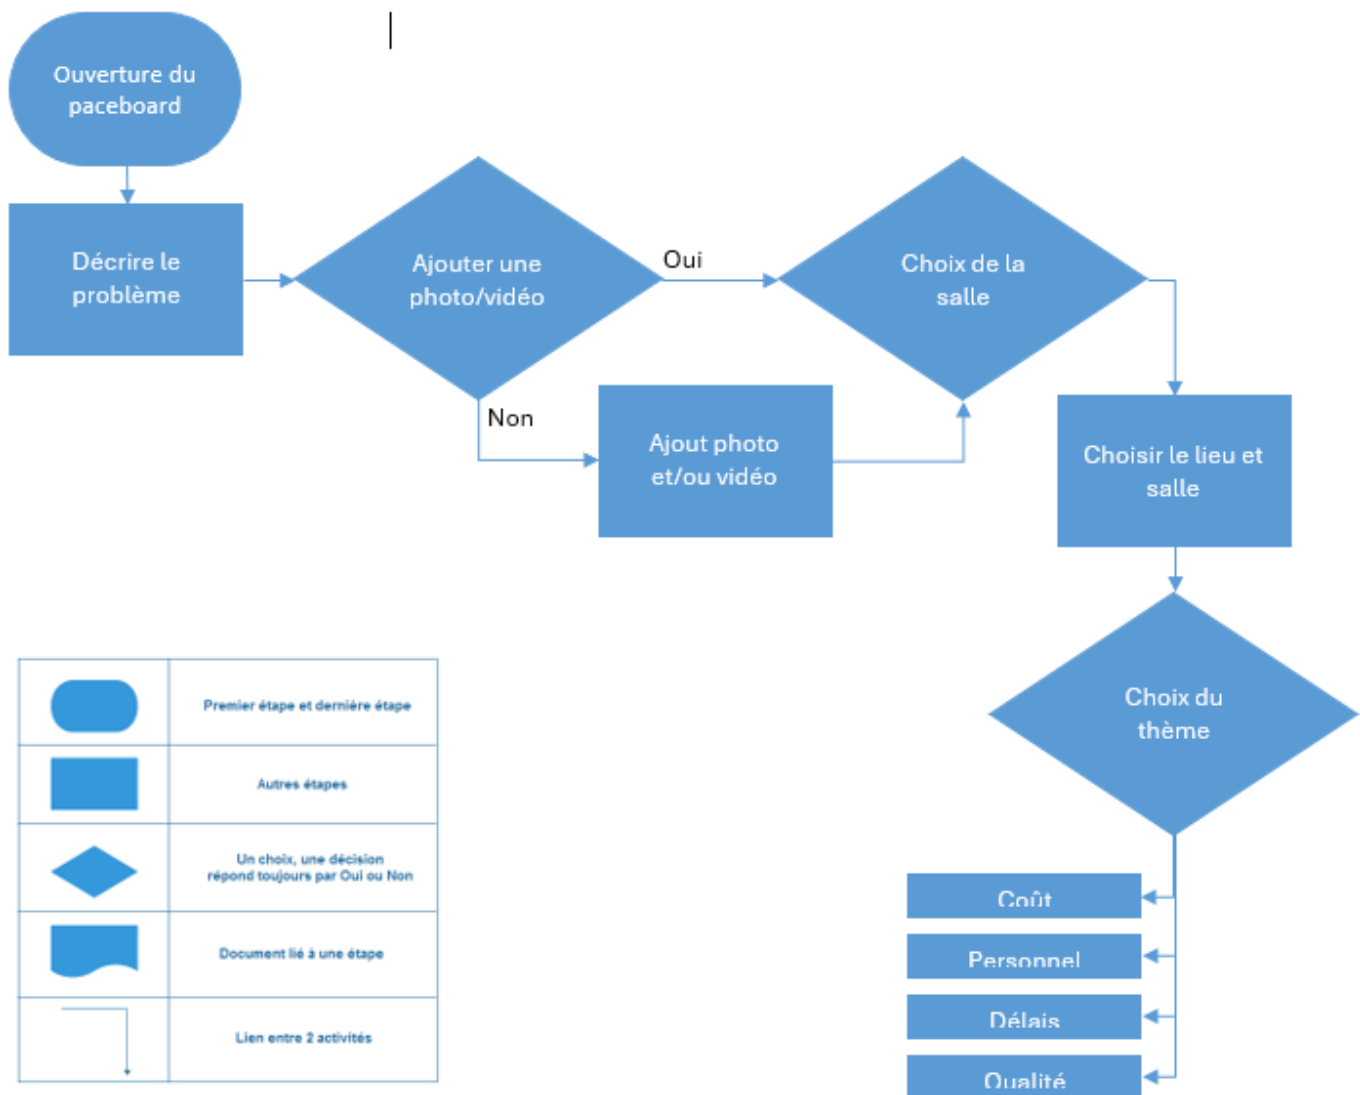 Ouverture du
paceboard
Décrire le
problème
Ajouter une
photo/vidéo
Oui
Non
Choix de la
salle
Ajout photo
et/ou vidéo
Choisir le lieu et
salle
Choix du
thème
Coût
Personnel
Délais
Qualité
Premier étape et dernière étape
Autres étapes
Un choix, une décision
répond toujours par Oui ou Non
Document lié à une étape
Lien entre 2 activités